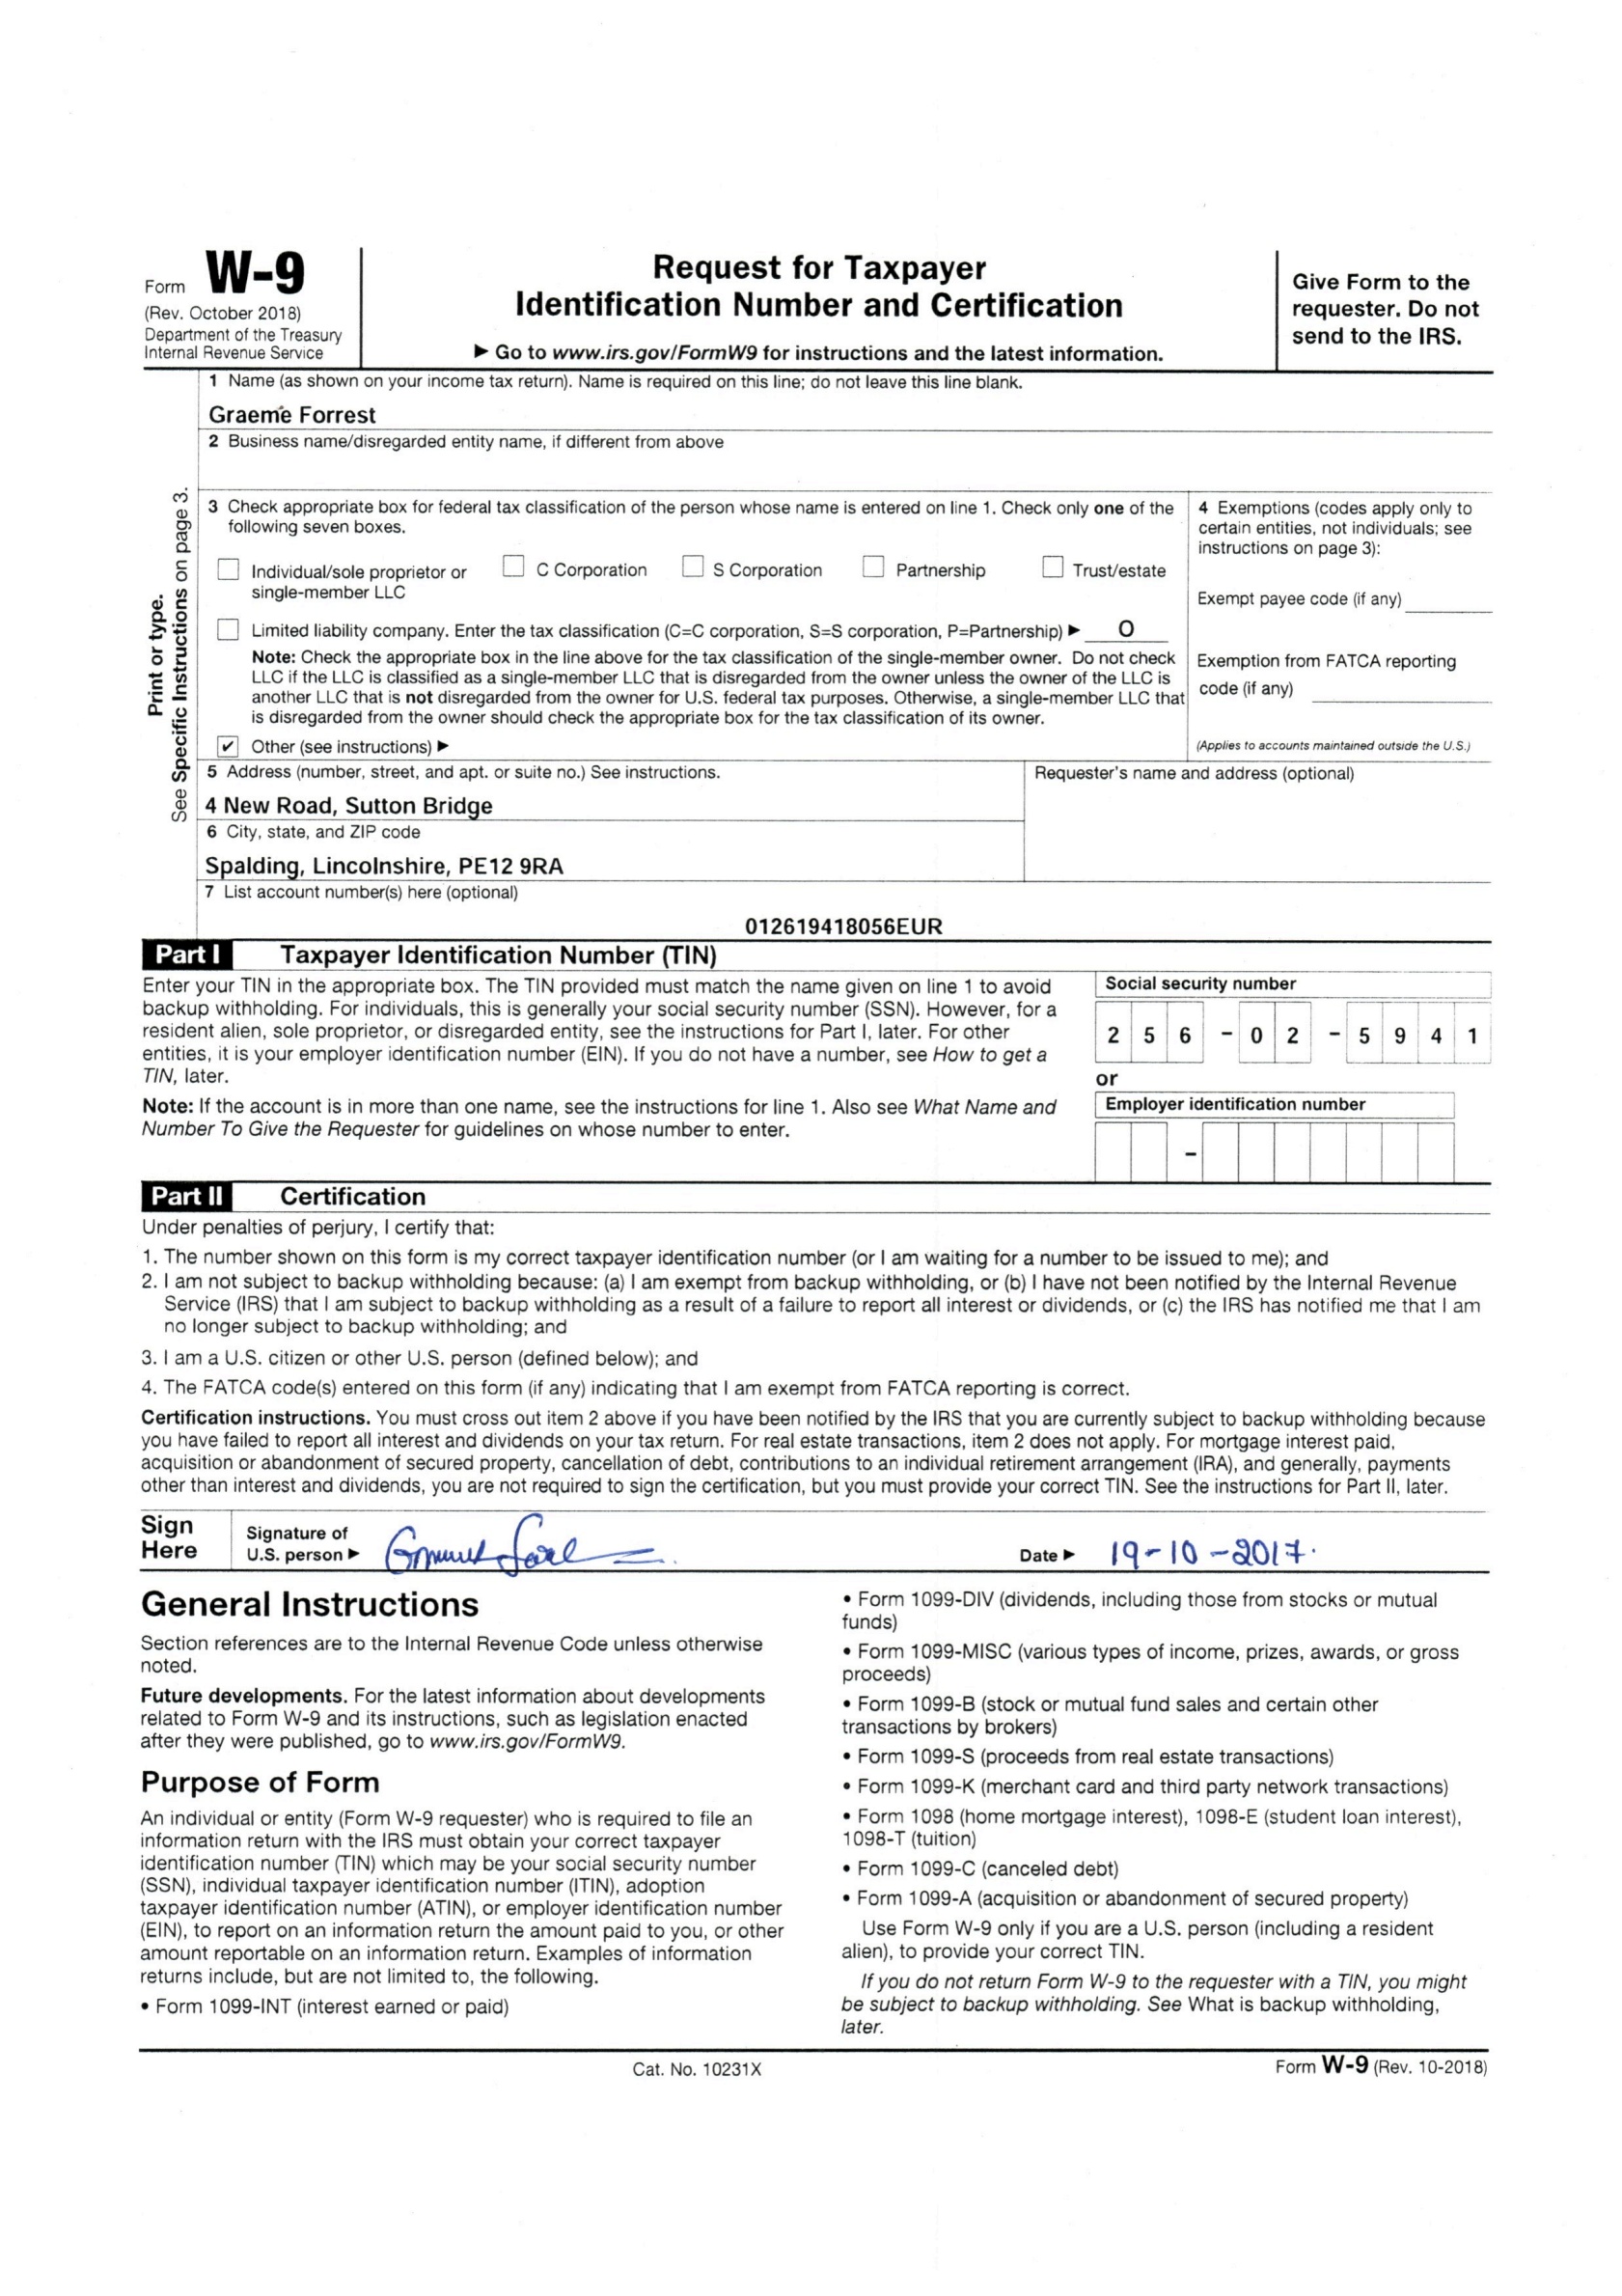 Form W-9
(Rev. October 2018)
Department of the Treasury
Internal Revenue Service
Request for Taxpayer
Identification Number and Certification
▶ Go to www.irs.gov/FormW9 for instructions and the latest information.
Give Form to the
requester. Do not
send to the IRS.
Print or type.
See Specific Instructions on page 3.
1 Name (as shown on your income tax return). Name is required on this line; do not leave this line blank.
Graeme Forrest
2 Business name/disregarded entity name, if different from above
3 Check appropriate box for federal tax classification of the person whose name is entered on line 1. Check only one of the
following seven boxes.
☐ Individual/sole proprietor or
single-member LLC
☐ C Corporation
☐ S Corporation
☐ Partnership
☐ Trust/estate
☐ Limited liability company. Enter the tax classification (C=C corporation, S=S corporation, P=Partnership) ▶ O
Note: Check the appropriate box in the line above for the tax classification of the single-member owner. Do not check
LLC if the LLC is classified as a single-member LLC that is disregarded from the owner unless the owner of the LLC is
another LLC that is not disregarded from the owner for U.S. federal tax purposes. Otherwise, a single-member LLC that
is disregarded from the owner should check the appropriate box for the tax classification of its owner.
☑ Other (see instructions) ▶
4 Exemptions (codes apply only to
certain entities, not individuals; see
instructions on page 3):
Exempt payee code (if any)
Exemption from FATCA reporting
code (if any)
(Applies to accounts maintained outside the U.S.)
5 Address (number, street, and apt. or suite no.) See instructions.
4 New Road, Sutton Bridge
Requester's name and address (optional)
6 City, state, and ZIP code
Spalding, Lincolnshire, PE12 9RA
7 List account number(s) here (optional)
012619418056EUR
Part I Taxpayer Identification Number (TIN)
Enter your TIN in the appropriate box. The TIN provided must match the name given on line 1 to avoid
backup withholding. For individuals, this is generally your social security number (SSN). However, for a
resident alien, sole proprietor, or disregarded entity, see the instructions for Part I, later. For other
entities, it is your employer identification number (EIN). If you do not have a number, see How to get a
TIN, later.
Note: If the account is in more than one name, see the instructions for line 1. Also see What Name and
Number To Give the Requester for guidelines on whose number to enter.
Social security number
2 5 6 - 0 2 - 5 9 4 1
or
Employer identification number
-
Part II Certification
Under penalties of perjury, I certify that:
1. The number shown on this form is my correct taxpayer identification number (or I am waiting for a number to be issued to me); and
2. I am not subject to backup withholding because: (a) I am exempt from backup withholding, or (b) I have not been notified by the Internal Revenue
Service (IRS) that I am subject to backup withholding as a result of a failure to report all interest or dividends, or (c) the IRS has notified me that I am
no longer subject to backup withholding; and
3. I am a U.S. citizen or other U.S. person (defined below); and
4. The FATCA code(s) entered on this form (if any) indicating that I am exempt from FATCA reporting is correct.
Certification instructions. You must cross out item 2 above if you have been notified by the IRS that you are currently subject to backup withholding because
you have failed to report all interest and dividends on your tax return. For real estate transactions, item 2 does not apply. For mortgage interest paid,
acquisition or abandonment of secured property, cancellation of debt, contributions to an individual retirement arrangement (IRA), and generally, payments
other than interest and dividends, you are not required to sign the certification, but you must provide your correct TIN. See the instructions for Part II, later.
Sign
Here
Signature of
U.S. person ▶
Date ▶ 19-10-2017.
General Instructions
Section references are to the Internal Revenue Code unless otherwise
noted.
Future developments. For the latest information about developments
related to Form W-9 and its instructions, such as legislation enacted
after they were published, go to www.irs.gov/FormW9.
Purpose of Form
An individual or entity (Form W-9 requester) who is required to file an
information return with the IRS must obtain your correct taxpayer
identification number (TIN) which may be your social security number
(SSN), individual taxpayer identification number (ITIN), adoption
taxpayer identification number (ATIN), or employer identification number
(EIN), to report on an information return the amount paid to you, or other
amount reportable on an information return. Examples of information
returns include, but are not limited to, the following.
• Form 1099-INT (interest earned or paid)
• Form 1099-DIV (dividends, including those from stocks or mutual
funds)
• Form 1099-MISC (various types of income, prizes, awards, or gross
proceeds)
• Form 1099-B (stock or mutual fund sales and certain other
transactions by brokers)
• Form 1099-S (proceeds from real estate transactions)
• Form 1099-K (merchant card and third party network transactions)
• Form 1098 (home mortgage interest), 1098-E (student loan interest),
1098-T (tuition)
• Form 1099-C (canceled debt)
• Form 1099-A (acquisition or abandonment of secured property)
Use Form W-9 only if you are a U.S. person (including a resident
alien), to provide your correct TIN.
If you do not return Form W-9 to the requester with a TIN, you might
be subject to backup withholding. See What is backup withholding,
later.
Cat. No. 10231X
Form W-9 (Rev. 10-2018)